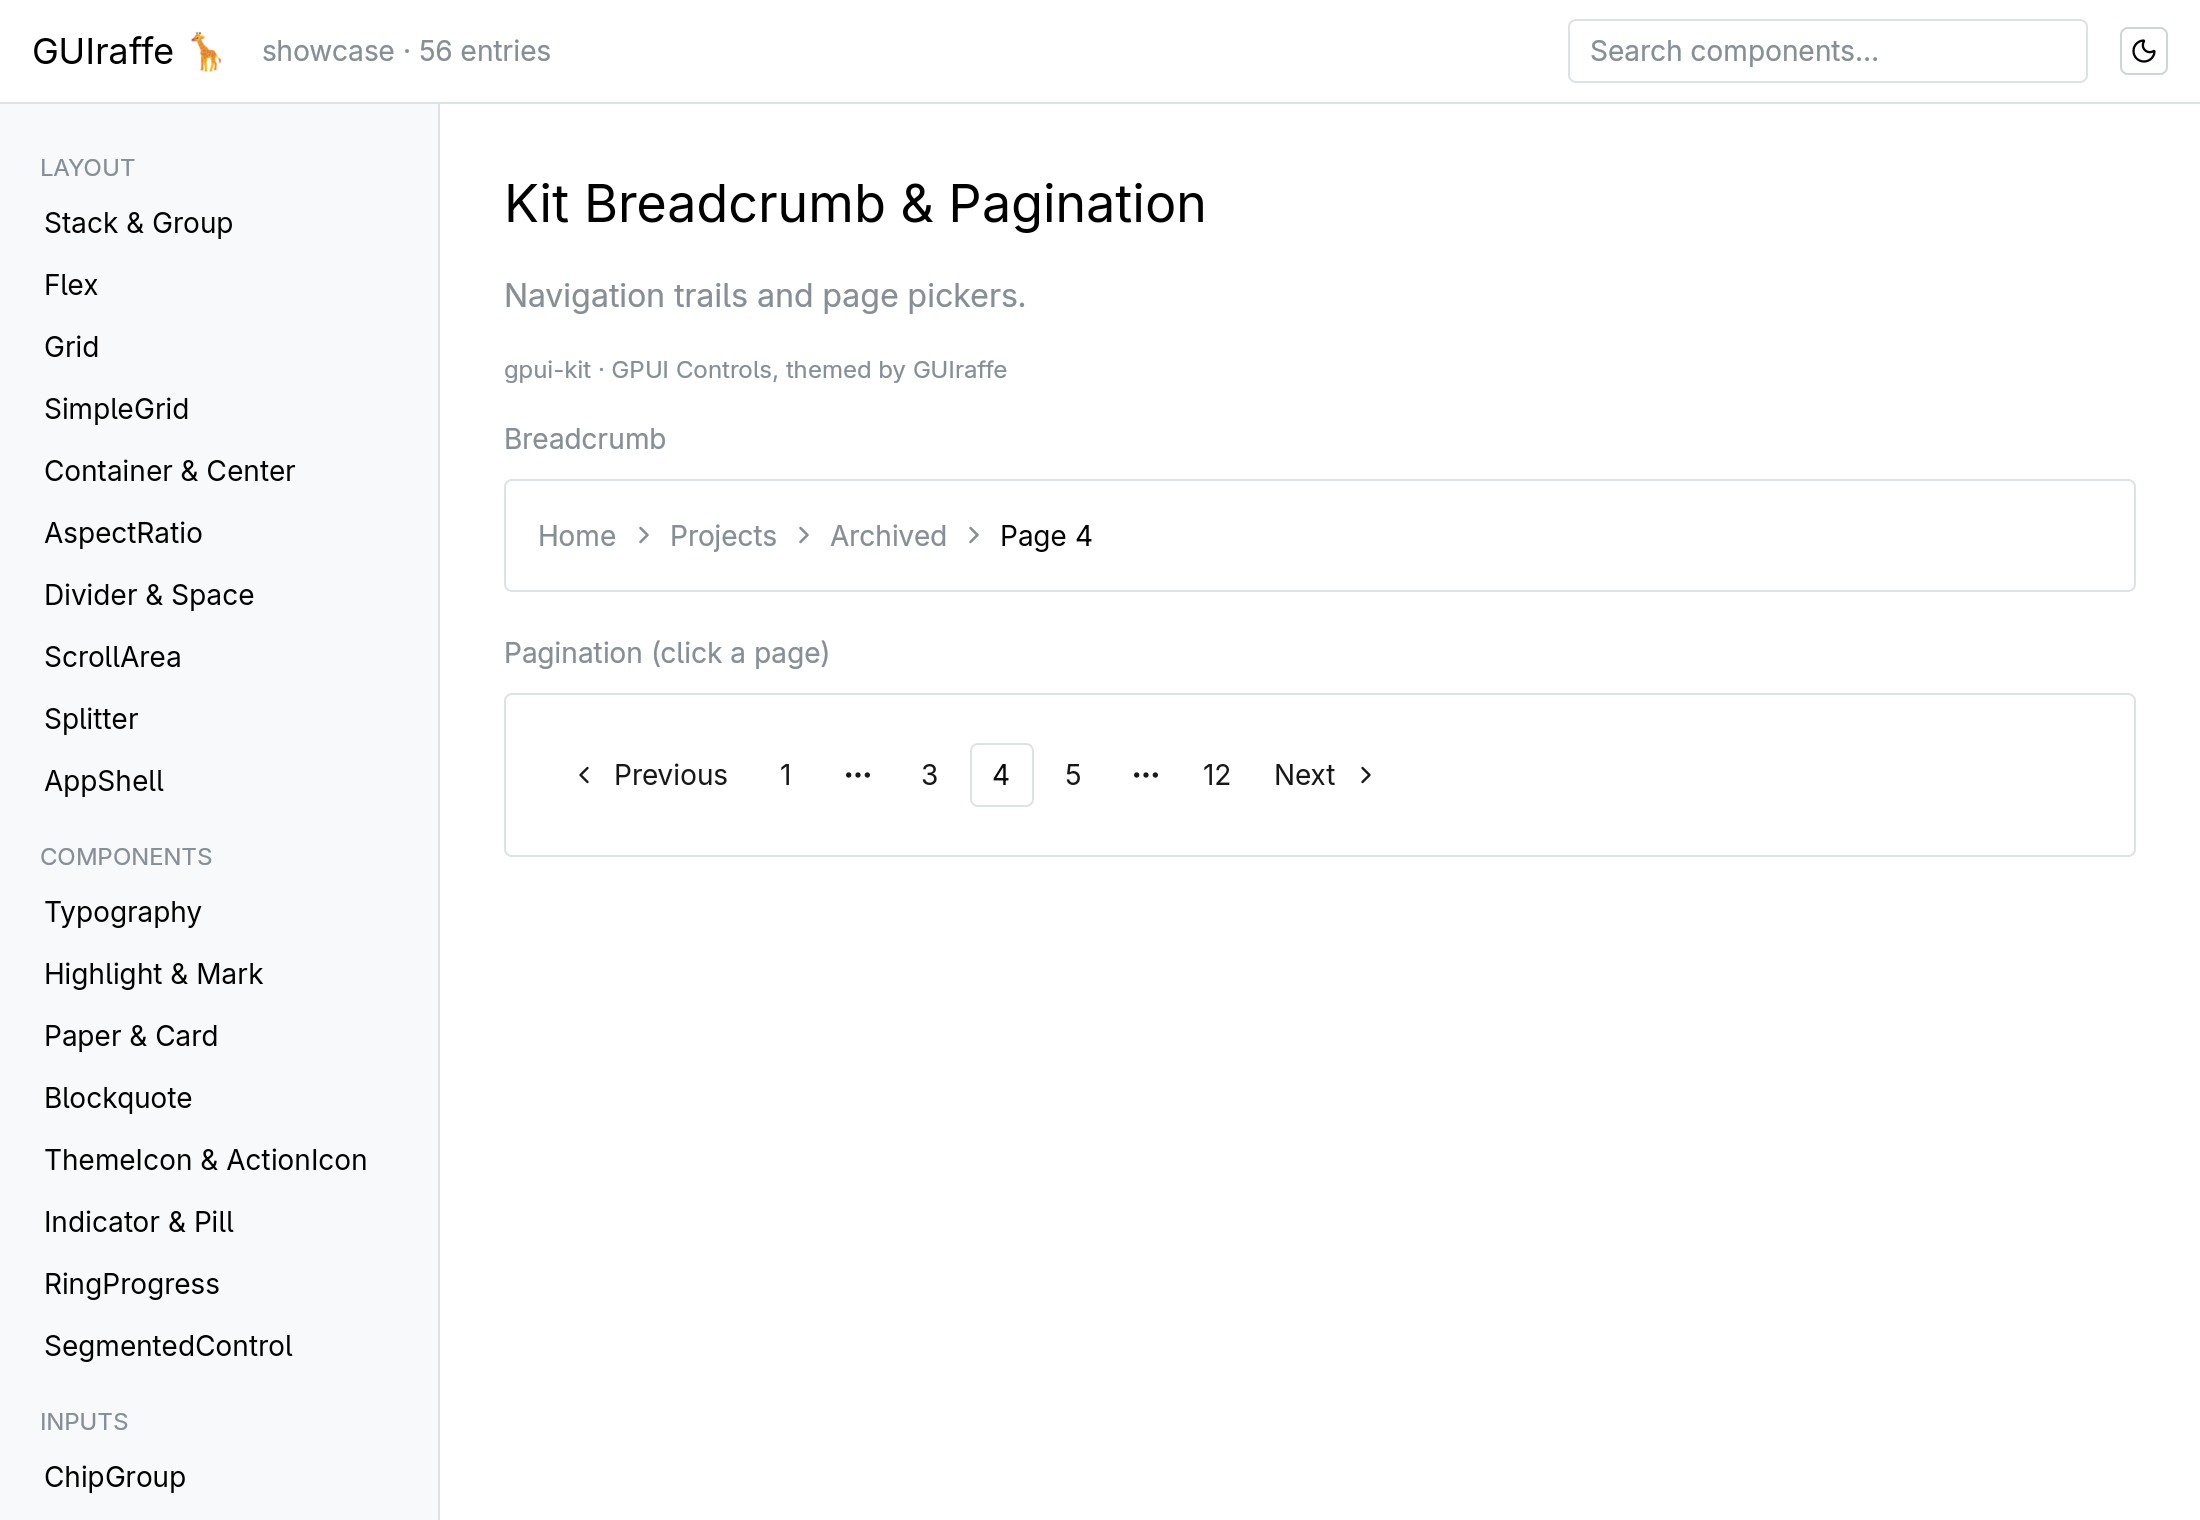 GUIraffe 🦒 showcase · 56 entries Search components...
LAYOUT
Stack & Group
Flex
Grid
SimpleGrid
Container & Center
AspectRatio
Divider & Space
ScrollArea
Splitter
AppShell
COMPONENTS
Typography
Highlight & Mark
Paper & Card
Blockquote
ThemeIcon & ActionIcon
Indicator & Pill
RingProgress
SegmentedControl
INPUTS
ChipGroup
Kit Breadcrumb & Pagination
Navigation trails and page pickers.
gpui-kit · GPUI Controls, themed by GUIraffe
Breadcrumb
Home > Projects > Archived > Page 4
Pagination (click a page)
< Previous 1 ••• 3 4 5 ••• 12 Next >